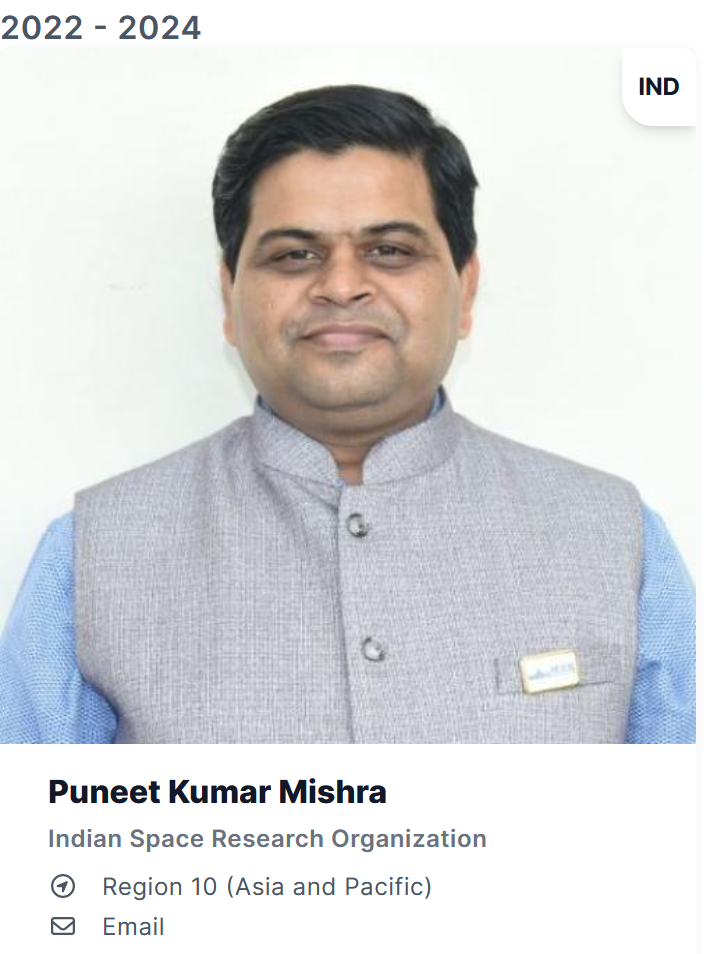 2022 - 2024
IND
Puneet Kumar Mishra
Indian Space Research Organization
Region 10 (Asia and Pacific)
Email